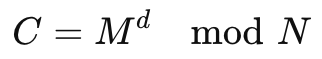 C = M^d mod N